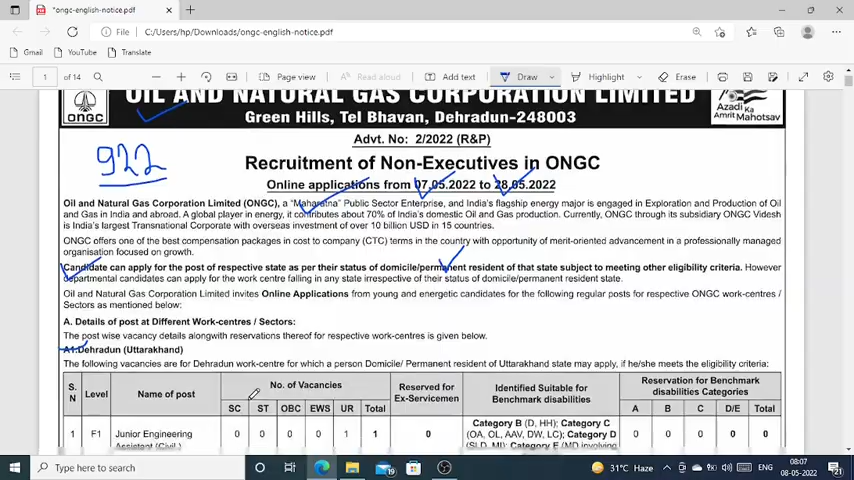 *ongc-english-notice.pdf
File C:/Users/hp/Downloads/ongc-english-notice.pdf
Gmail YouTube Translate
1 of 14 Page view Read aloud Add text Draw Highlight Erase
OIL AND NATURAL GAS CORPORATION LIMITED
ONGC
Green Hills, Tel Bhavan, Dehradun-248003
Azadi Ka
Amrit Mahotsav
Advt. No: 2/2022 (R&P)
922
Recruitment of Non-Executives in ONGC
Online applications from 07.05.2022 to 28.05.2022
Oil and Natural Gas Corporation Limited (ONGC), a "Maharatna" Public Sector Enterprise, and India's flagship energy major is engaged in Exploration and Production of Oil
and Gas in India and abroad. A global player in energy, it contributes about 70% of India's domestic Oil and Gas production. Currently, ONGC through its subsidiary ONGC Videsh
is India's largest Transnational Corporate with overseas investment of over 10 billion USD in 15 countries.
ONGC offers one of the best compensation packages in cost to company (CTC) terms in the country with opportunity of merit-oriented advancement in a professionally managed
organisation focused on growth.
Candidate can apply for the post of respective state as per their status of domicile/permanent resident of that state subject to meeting other eligibility criteria. However
departmental candidates can apply for the work centre falling in any state irrespective of their status of domicile/permanent resident state.
Oil and Natural Gas Corporation Limited invites Online Applications from young and energetic candidates for the following regular posts for respective ONGC work-centres /
Sectors as mentioned below:
A. Details of post at Different Work-centres / Sectors:
The post wise vacancy details alongwith reservations thereof for respective work-centres is given below.
A1.Dehradun (Uttarakhand)
The following vacancies are for Dehradun work-centre for which a person Domicile/ Permanent resident of Uttarakhand state may apply, if he/she meets the eligibility criteria:
S. N Level Name of post No. of Vacancies Reserved for Ex-Servicemen Identified Suitable for Benchmark disabilities Reservation for Benchmark disabilities Categories
SC ST OBC EWS UR Total A B C D/E Total
1 F1 Junior Engineering Assistant (Civil) 0 0 0 0 1 1 0 Category B (D, HH); Category C (OA, OL, AAV, DW, LC); Category D (SLD, MI); Category E (MD involving 0 0 0 0 0
Type here to search
19
31°C Haze
ENG
08:07
08-05-2022
21